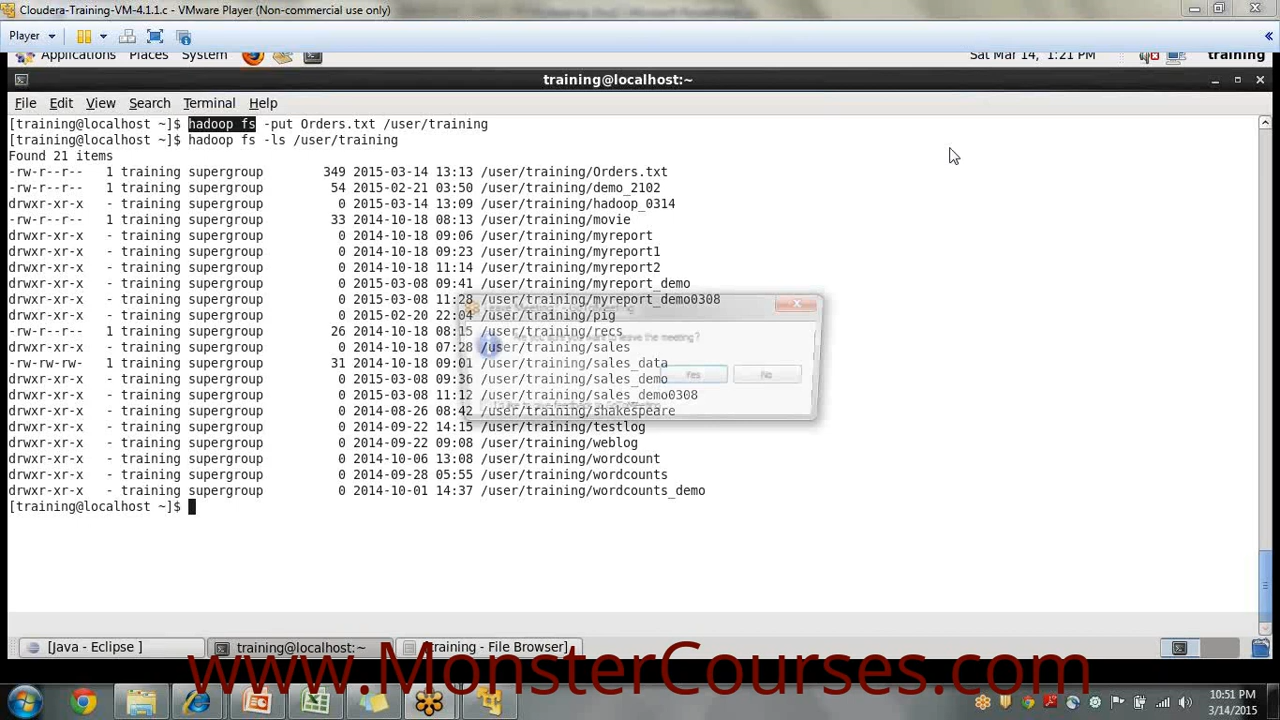 Cloudera-Training-VM-4.1.1.c - VMware Player (Non-commercial use only)
Player
Applications Places System Sat Mar 14, 1:21 PM training
training@localhost:~
File Edit View Search Terminal Help
[training@localhost ~]$ hadoop fs -put Orders.txt /user/training
[training@localhost ~]$ hadoop fs -ls /user/training
Found 21 items
-rw-r--r-- 1 training supergroup 349 2015-03-14 13:13 /user/training/Orders.txt
-rw-r--r-- 1 training supergroup 54 2015-02-21 03:50 /user/training/demo_2102
drwxr-xr-x - training supergroup 0 2015-03-14 13:09 /user/training/hadoop_0314
-rw-r--r-- 1 training supergroup 33 2014-10-18 08:13 /user/training/movie
drwxr-xr-x - training supergroup 0 2014-10-18 09:06 /user/training/myreport
drwxr-xr-x - training supergroup 0 2014-10-18 09:23 /user/training/myreport1
drwxr-xr-x - training supergroup 0 2014-10-18 11:14 /user/training/myreport2
drwxr-xr-x - training supergroup 0 2015-03-08 09:41 /user/training/myreport_demo
drwxr-xr-x - training supergroup 0 2015-03-08 11:28 /user/training/myreport_demo0308
drwxr-xr-x - training supergroup 0 2015-02-20 22:04 /user/training/pig
-rw-r--r-- 1 training supergroup 26 2014-10-18 08:15 /user/training/recs
drwxr-xr-x - training supergroup 0 2014-10-18 07:28 /user/training/sales
-rw-rw-rw- 1 training supergroup 31 2014-10-18 09:01 /user/training/sales_data
drwxr-xr-x - training supergroup 0 2015-03-08 09:36 /user/training/sales_demo
drwxr-xr-x - training supergroup 0 2015-03-08 11:12 /user/training/sales_demo0308
drwxr-xr-x - training supergroup 0 2014-08-26 08:42 /user/training/shakespeare
drwxr-xr-x - training supergroup 0 2014-09-22 14:15 /user/training/testlog
drwxr-xr-x - training supergroup 0 2014-09-22 09:08 /user/training/weblog
drwxr-xr-x - training supergroup 0 2014-10-06 13:08 /user/training/wordcount
drwxr-xr-x - training supergroup 0 2014-09-28 05:55 /user/training/wordcounts
drwxr-xr-x - training supergroup 0 2014-10-01 14:37 /user/training/wordcounts_demo
[training@localhost ~]$
Are you sure you want to leave the meeting?
Yes No
[Java - Eclipse ] training@localhost:~ training - File Browser]
www.MonsterCourses.com
10:51 PM
3/14/2015